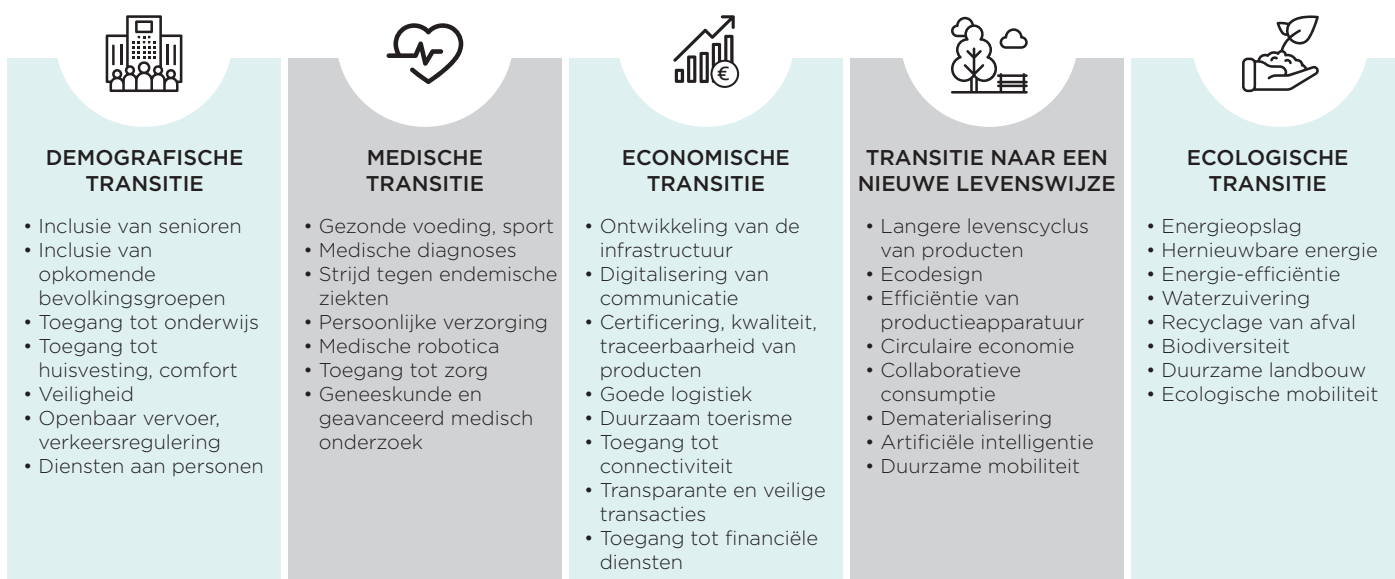 DEMOGRAFISCHE
TRANSITIE
• Inclusie van senioren
• Inclusie van
opkomende
bevolkingsgroepen
• Toegang tot onderwijs
• Toegang tot
huisvesting, comfort
• Veiligheid
• Openbaar vervoer,
verkeersregulering
• Diensten aan personen
MEDISCHE
TRANSITIE
• Gezonde voeding, sport
• Medische diagnoses
• Strijd tegen endemische
ziekten
• Persoonlijke verzorging
• Medische robotica
• Toegang tot zorg
• Geneeskunde en
geavanceerd medisch
onderzoek
€
ECONOMISCHE
TRANSITIE
• Ontwikkeling van de
infrastructuur
• Digitalisering van
communicatie
• Certificering, kwaliteit,
traceerbaarheid van
producten
• Goede logistiek
• Duurzaam toerisme
• Toegang tot
connectiviteit
• Transparante en veilige
transacties
• Toegang tot financiële
diensten
TRANSITIE NAAR EEN
NIEUWE LEVENSWIJZE
• Langere levenscyclus
van producten
• Ecodesign
• Efficiëntie van
productieapparatuur
• Circulaire economie
• Collaboratieve
consumptie
• Dematerialisering
• Artificiële intelligentie
• Duurzame mobiliteit
ECOLOGISCHE
TRANSITIE
• Energieopslag
• Hernieuwbare energie
• Energie-efficiëntie
• Waterzuivering
• Recyclage van afval
• Biodiversiteit
• Duurzame landbouw
• Ecologische mobiliteit